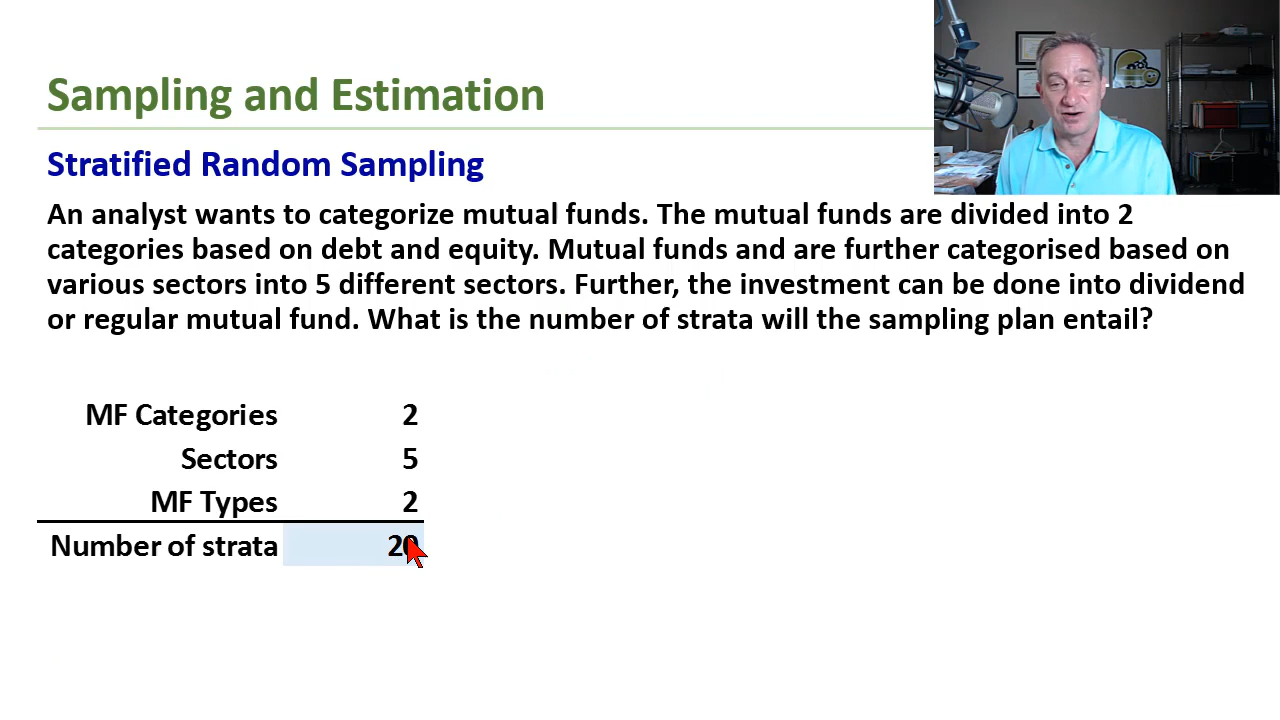 Sampling and Estimation
Stratified Random Sampling
An analyst wants to categorize mutual funds. The mutual funds are divided into 2
categories based on debt and equity. Mutual funds and are further categorised based on
various sectors into 5 different sectors. Further, the investment can be done into dividend
or regular mutual fund. What is the number of strata will the sampling plan entail?
MF Categories 2
Sectors 5
MF Types 2
Number of strata 20